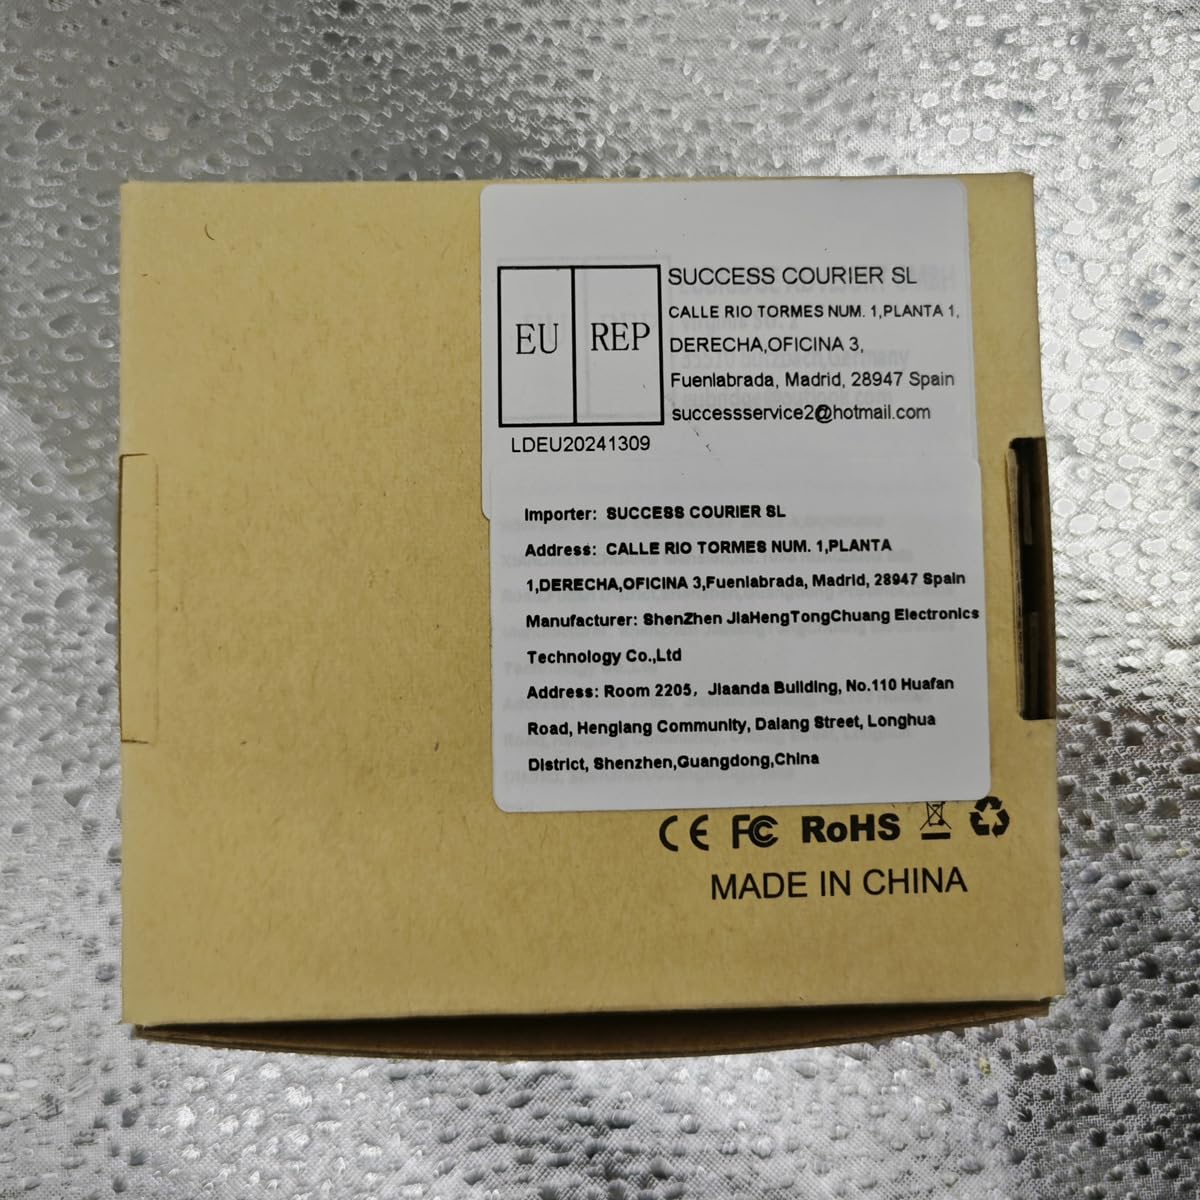 EU REP
SUCCESS COURIER SL
CALLE RIO TORMES NUM. 1,PLANTA 1,
DERECHA,OFICINA 3,
Fuenlabrada, Madrid, 28947 Spain
successservice2@hotmail.com
LDEU20241309
Importer: SUCCESS COURIER SL
Address: CALLE RIO TORMES NUM. 1,PLANTA
1,DERECHA,OFICINA 3,Fuenlabrada, Madrid, 28947 Spain
Manufacturer: ShenZhen JiaHengTongChuang Electronics
Technology Co.,Ltd
Address: Room 2205, Jiaanda Building, No.110 Huafan
Road, Henglang Community, Dalang Street, Longhua
District, Shenzhen,Guangdong,China
CE FC RoHS
MADE IN CHINA